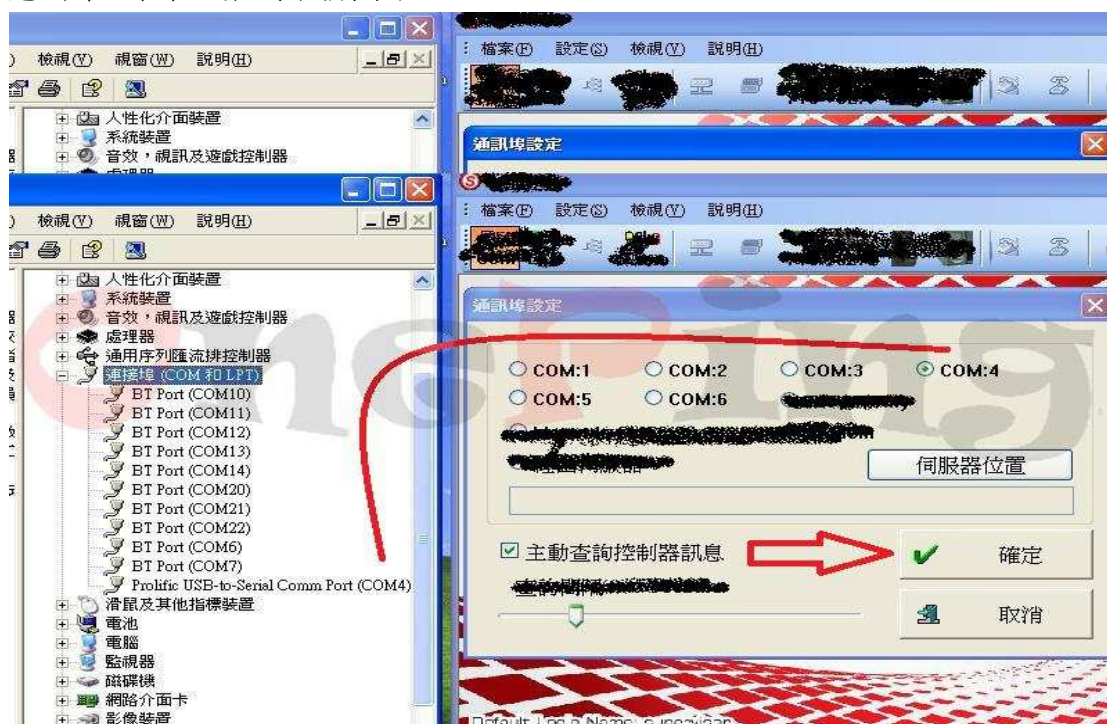 檢視(V) 視窗(W) 說明(H)
人性化介面裝置
系統裝置
音效，視訊及遊戲控制器
檔案(F) 設定(S) 檢視(V) 說明(H)
通訊埠設定
檢視(V) 視窗(W) 說明(H)
人性化介面裝置
系統裝置
音效，視訊及遊戲控制器
處理器
通用序列匯流排控制器
連接埠 (COM 和 LPT)
BT Port (COM10)
BT Port (COM11)
BT Port (COM12)
BT Port (COM13)
BT Port (COM14)
BT Port (COM20)
BT Port (COM21)
BT Port (COM22)
BT Port (COM6)
BT Port (COM7)
Prolific USB-to-Serial Comm Port (COM4)
滑鼠及其他指標裝置
電池
電腦
監視器
磁碟機
網路介面卡
影像裝置
檔案(F) 設定(S) 檢視(V) 說明(H)
通訊埠設定
COM:1 COM:2 COM:3 COM:4
COM:5 COM:6
伺服器位置
主動查詢控制器訊息
確定
取消
OnePing